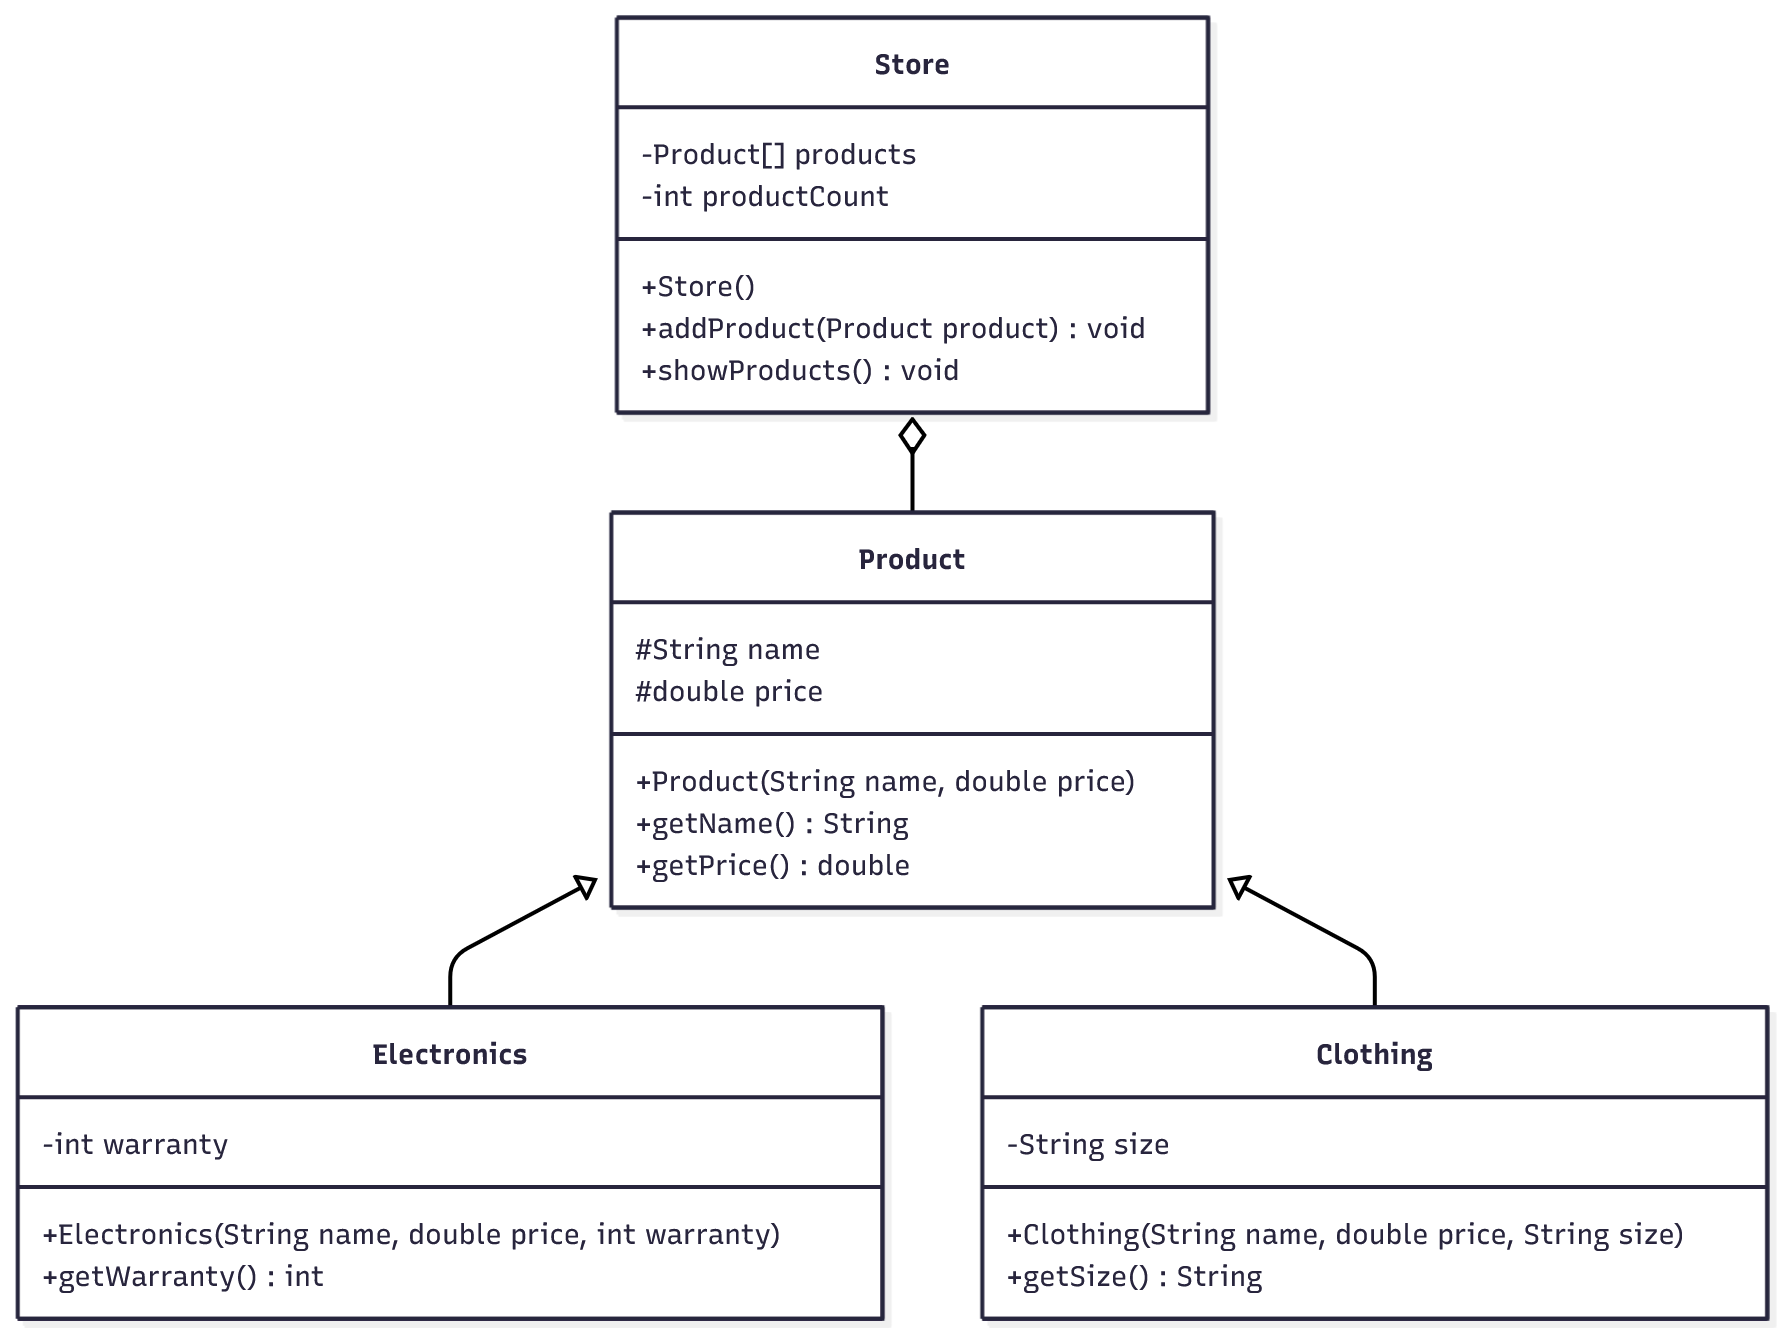 Store
-Product[] products
-int productCount
+Store()
+addProduct(Product product) : void
+showProducts() : void
Product
#String name
#double price
+Product(String name, double price)
+getName() : String
+getPrice() : double
Electronics
-int warranty
+Electronics(String name, double price, int warranty)
+getWarranty() : int
Clothing
-String size
+Clothing(String name, double price, String size)
+getSize() : String